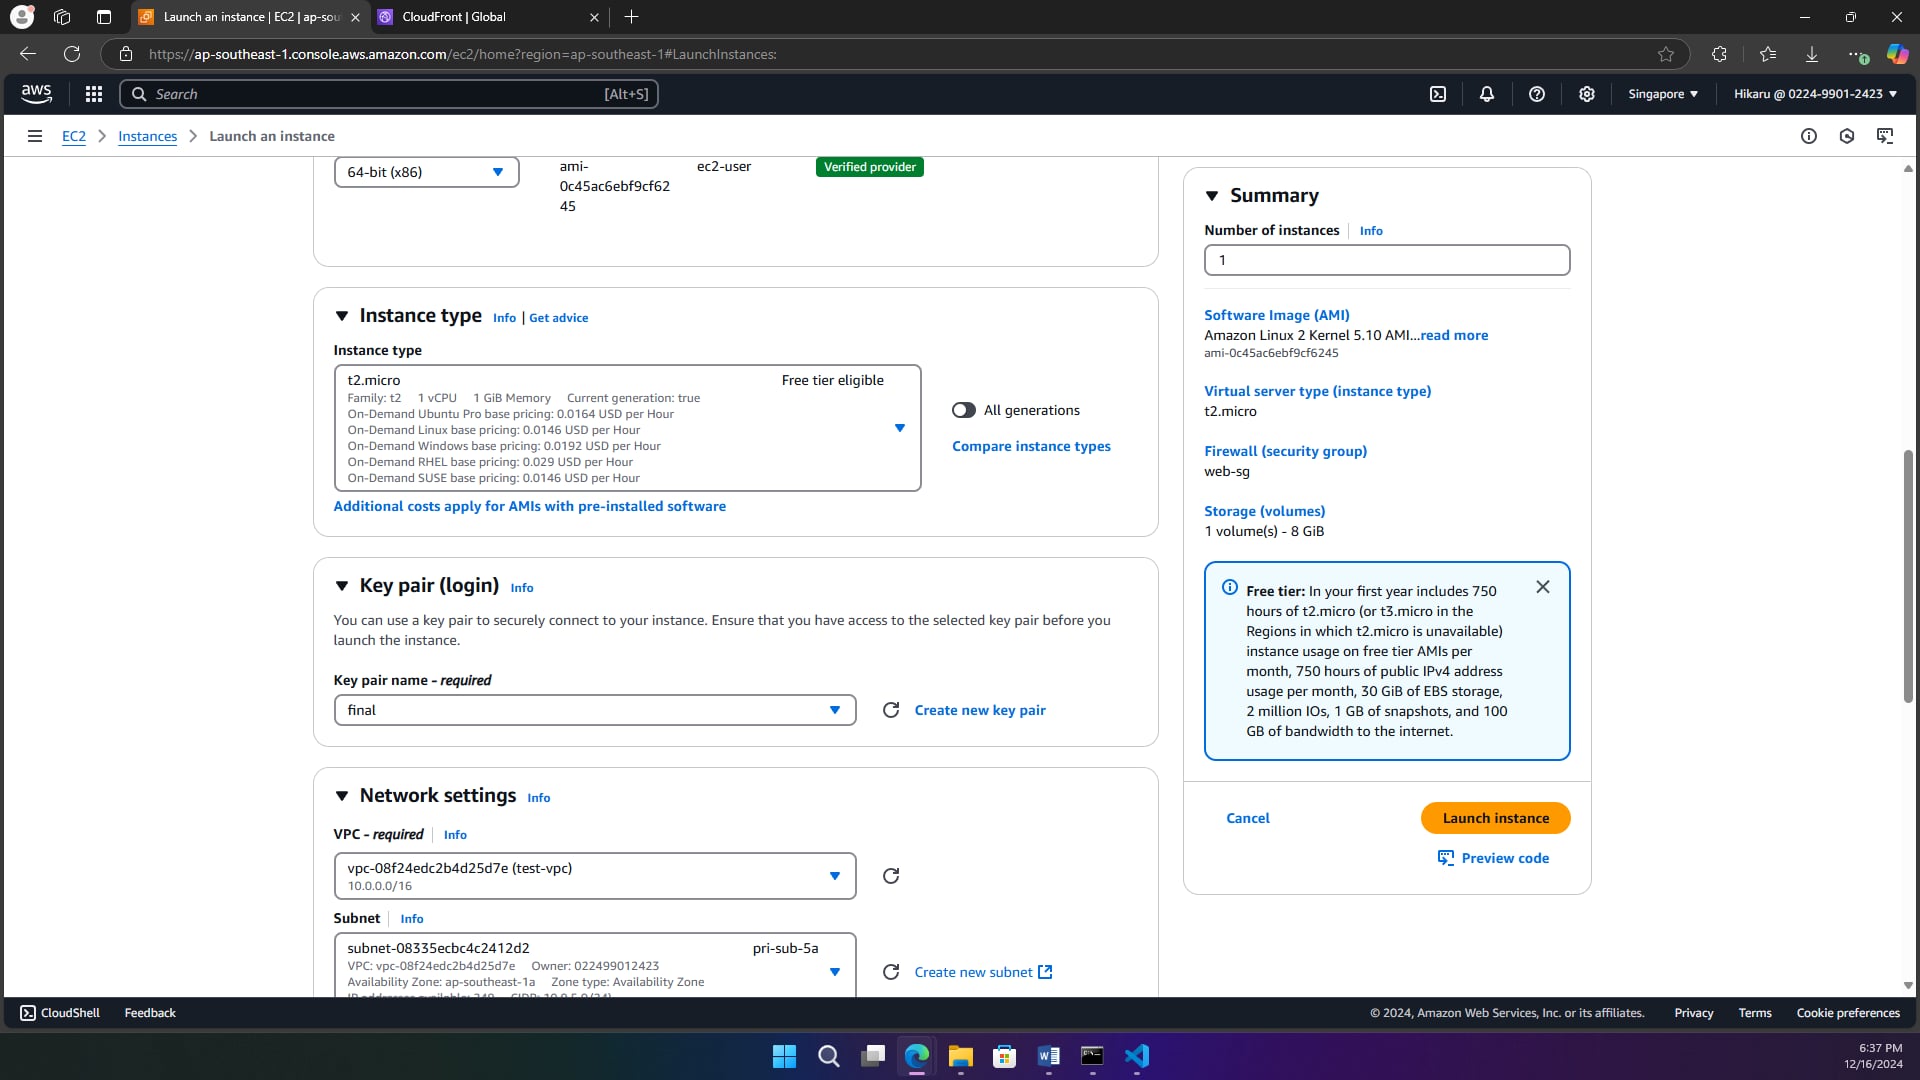 Launch an instance | EC2 | ap-sou
CloudFront | Global
https://ap-southeast-1.console.aws.amazon.com/ec2/home?region=ap-southeast-1#LaunchInstances:
aws
Search
[Alt+S]
Singapore
Hikaru @ 0224-9901-2423
EC2
Instances
Launch an instance
64-bit (x86)
ami-
0c45ac6ebf9cf62
45
ec2-user
Verified provider
Instance type
Info | Get advice
Instance type
t2.micro
Free tier eligible
Family: t2 1 vCPU 1 GiB Memory Current generation: true
On-Demand Ubuntu Pro base pricing: 0.0164 USD per Hour
On-Demand Linux base pricing: 0.0146 USD per Hour
On-Demand Windows base pricing: 0.0192 USD per Hour
On-Demand RHEL base pricing: 0.029 USD per Hour
On-Demand SUSE base pricing: 0.0146 USD per Hour
All generations
Compare instance types
Additional costs apply for AMIs with pre-installed software
Key pair (login) Info
You can use a key pair to securely connect to your instance. Ensure that you have access to the selected key pair before you
launch the instance.
Key pair name - required
final
Create new key pair
Network settings Info
VPC - required Info
vpc-08f24edc2b4d25d7e (test-vpc)
10.0.0.0/16
Subnet Info
subnet-08335ecbc4c2412d2
pri-sub-5a
VPC: vpc-08f24edc2b4d25d7e Owner: 022499012423
Availability Zone: ap-southeast-1a Zone type: Availability Zone
Create new subnet
Summary
Number of instances Info
1
Software Image (AMI)
Amazon Linux 2 Kernel 5.10 AMI...read more
ami-0c45ac6ebf9cf6245
Virtual server type (instance type)
t2.micro
Firewall (security group)
web-sg
Storage (volumes)
1 volume(s) - 8 GiB
Free tier: In your first year includes 750
hours of t2.micro (or t3.micro in the
Regions in which t2.micro is unavailable)
instance usage on free tier AMIs per
month, 750 hours of public IPv4 address
usage per month, 30 GiB of EBS storage,
2 million IOs, 1 GB of snapshots, and 100
GB of bandwidth to the internet.
Cancel
Launch instance
Preview code
CloudShell
Feedback
© 2024, Amazon Web Services, Inc. or its affiliates.
Privacy
Terms
Cookie preferences
6:37 PM
12/16/2024